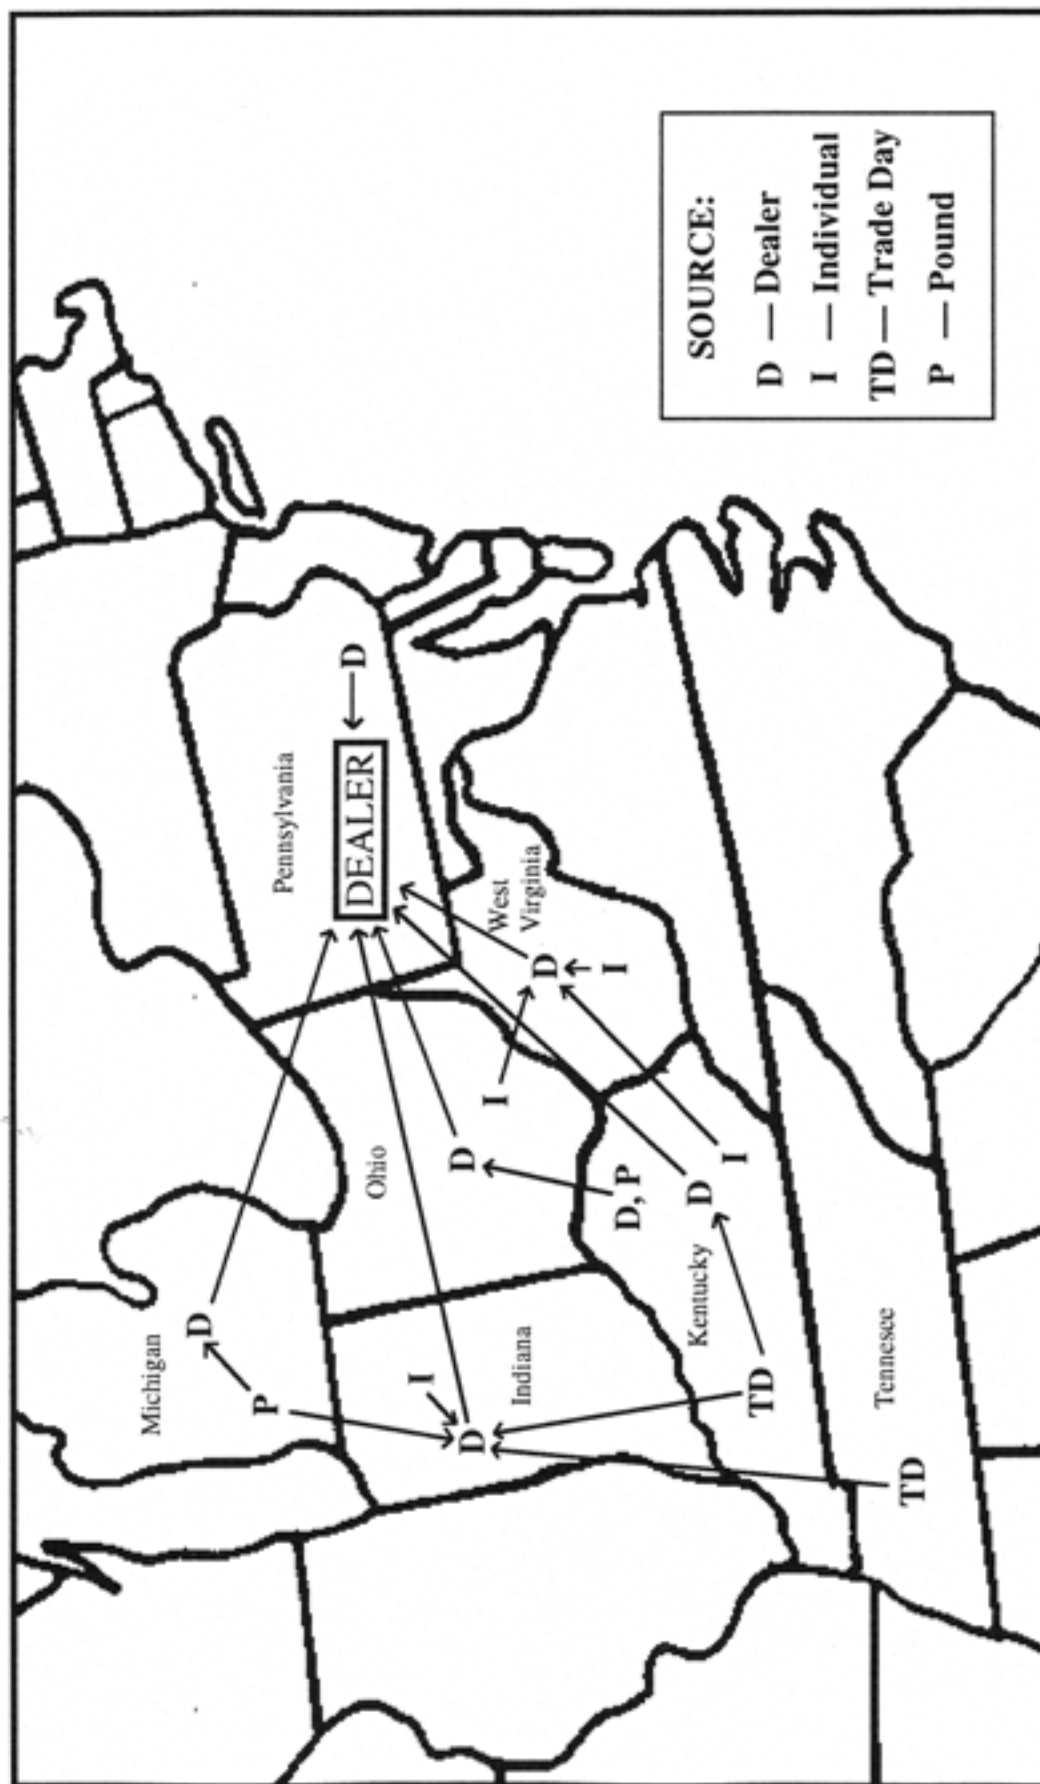 Michigan
D
P
Pennsylvania
DEALER
D
Ohio
D
I
I
D
Indiana
West
Virginia
D
I
D, P
D
I
Kentucky
TD
Tennesee
TD
SOURCE:
D — Dealer
I — Individual
TD — Trade Day
P — Pound